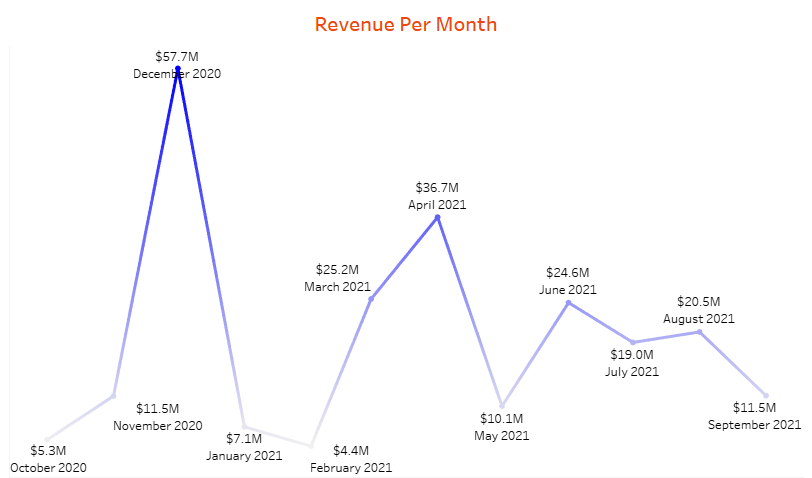 Revenue Per Month
$57.7M
December 2020
$36.7M
April 2021
$25.2M
March 2021
$24.6M
June 2021
$20.5M
August 2021
$19.0M
July 2021
$11.5M
November 2020
$11.5M
September 2021
$10.1M
May 2021
$7.1M
January 2021
$5.3M
October 2020
$4.4M
February 2021